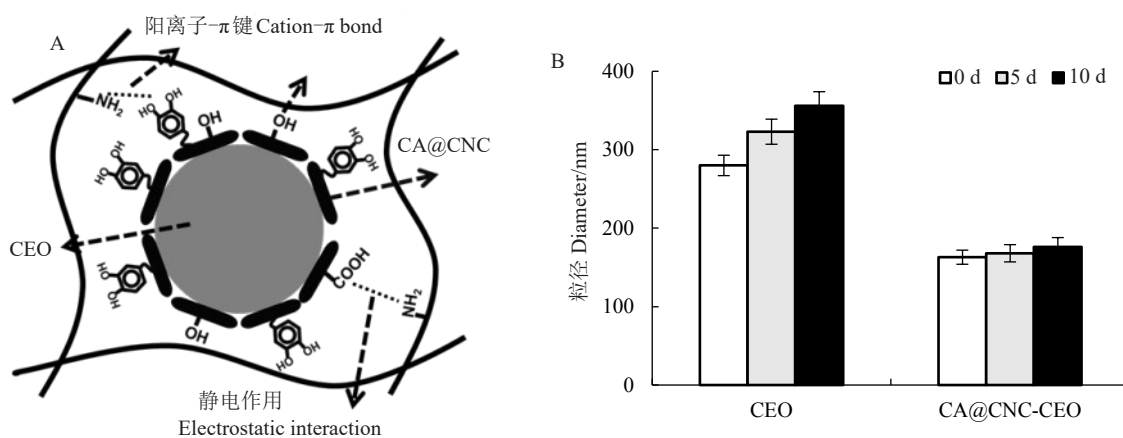 A
阳离子-π键 Cation-π bond
NH2
HO
OH
OH
OH
HO
OH
CA@CNC
HO
OH
CEO
HO
OH
COOH
NH2
OH
HO
OH
静电作用
Electrostatic interaction
B
0 d 5 d 10 d
粒径 Diameter/nm
400
300
200
100
0
CEO CA@CNC-CEO